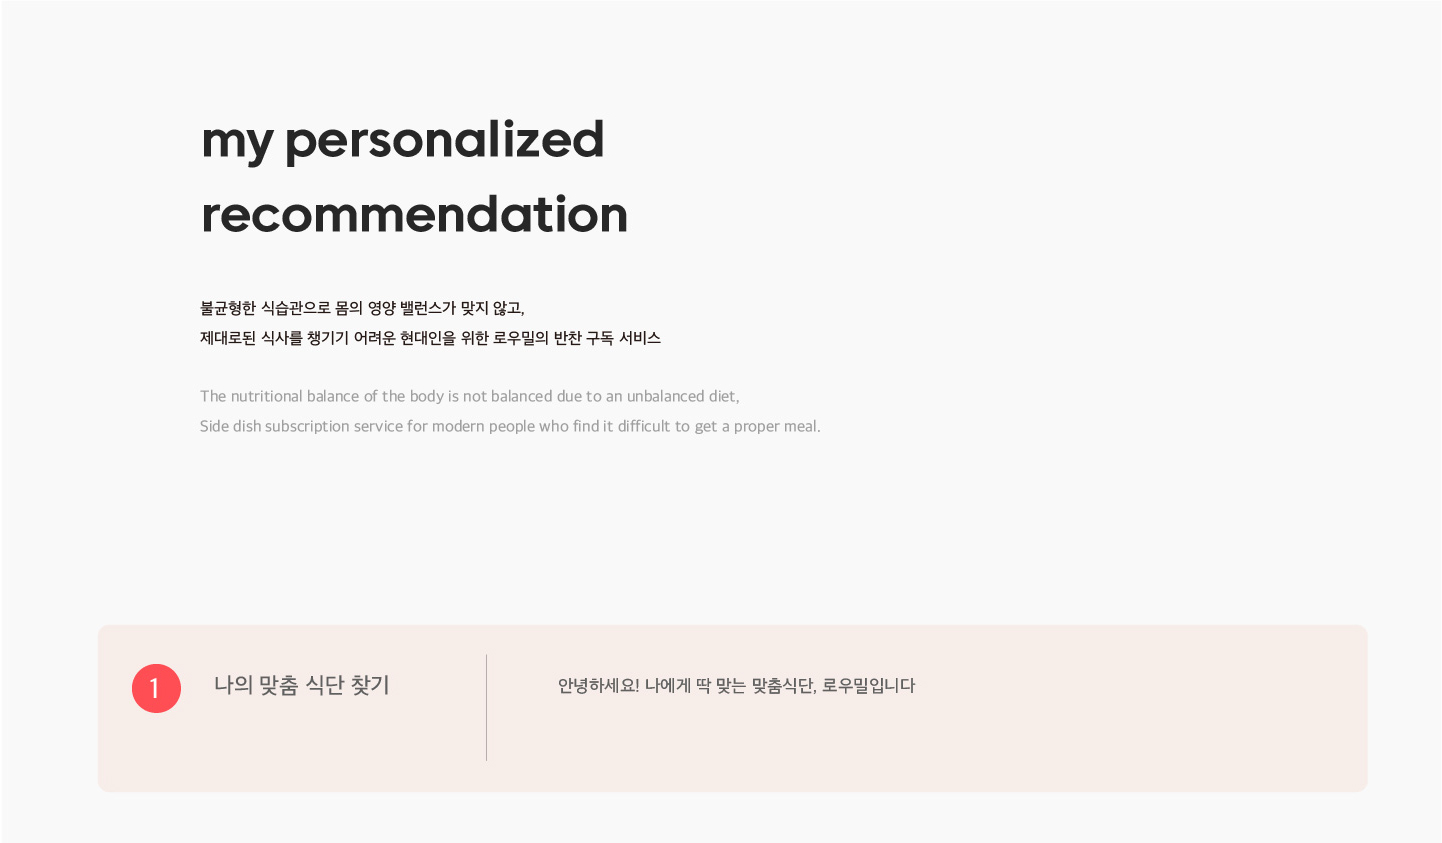 my personalized
recommendation
불균형한 식습관으로 몸의 영양 밸런스가 맞지 않고,
제대로된 식사를 챙기기 어려운 현대인을 위한 로우밀의 반찬 구독 서비스
The nutritional balance of the body is not balanced due to an unbalanced diet,
Side dish subscription service for modern people who find it difficult to get a proper meal.
1 나의 맞춤 식단 찾기
안녕하세요! 나에게 딱 맞는 맞춤식단, 로우밀입니다